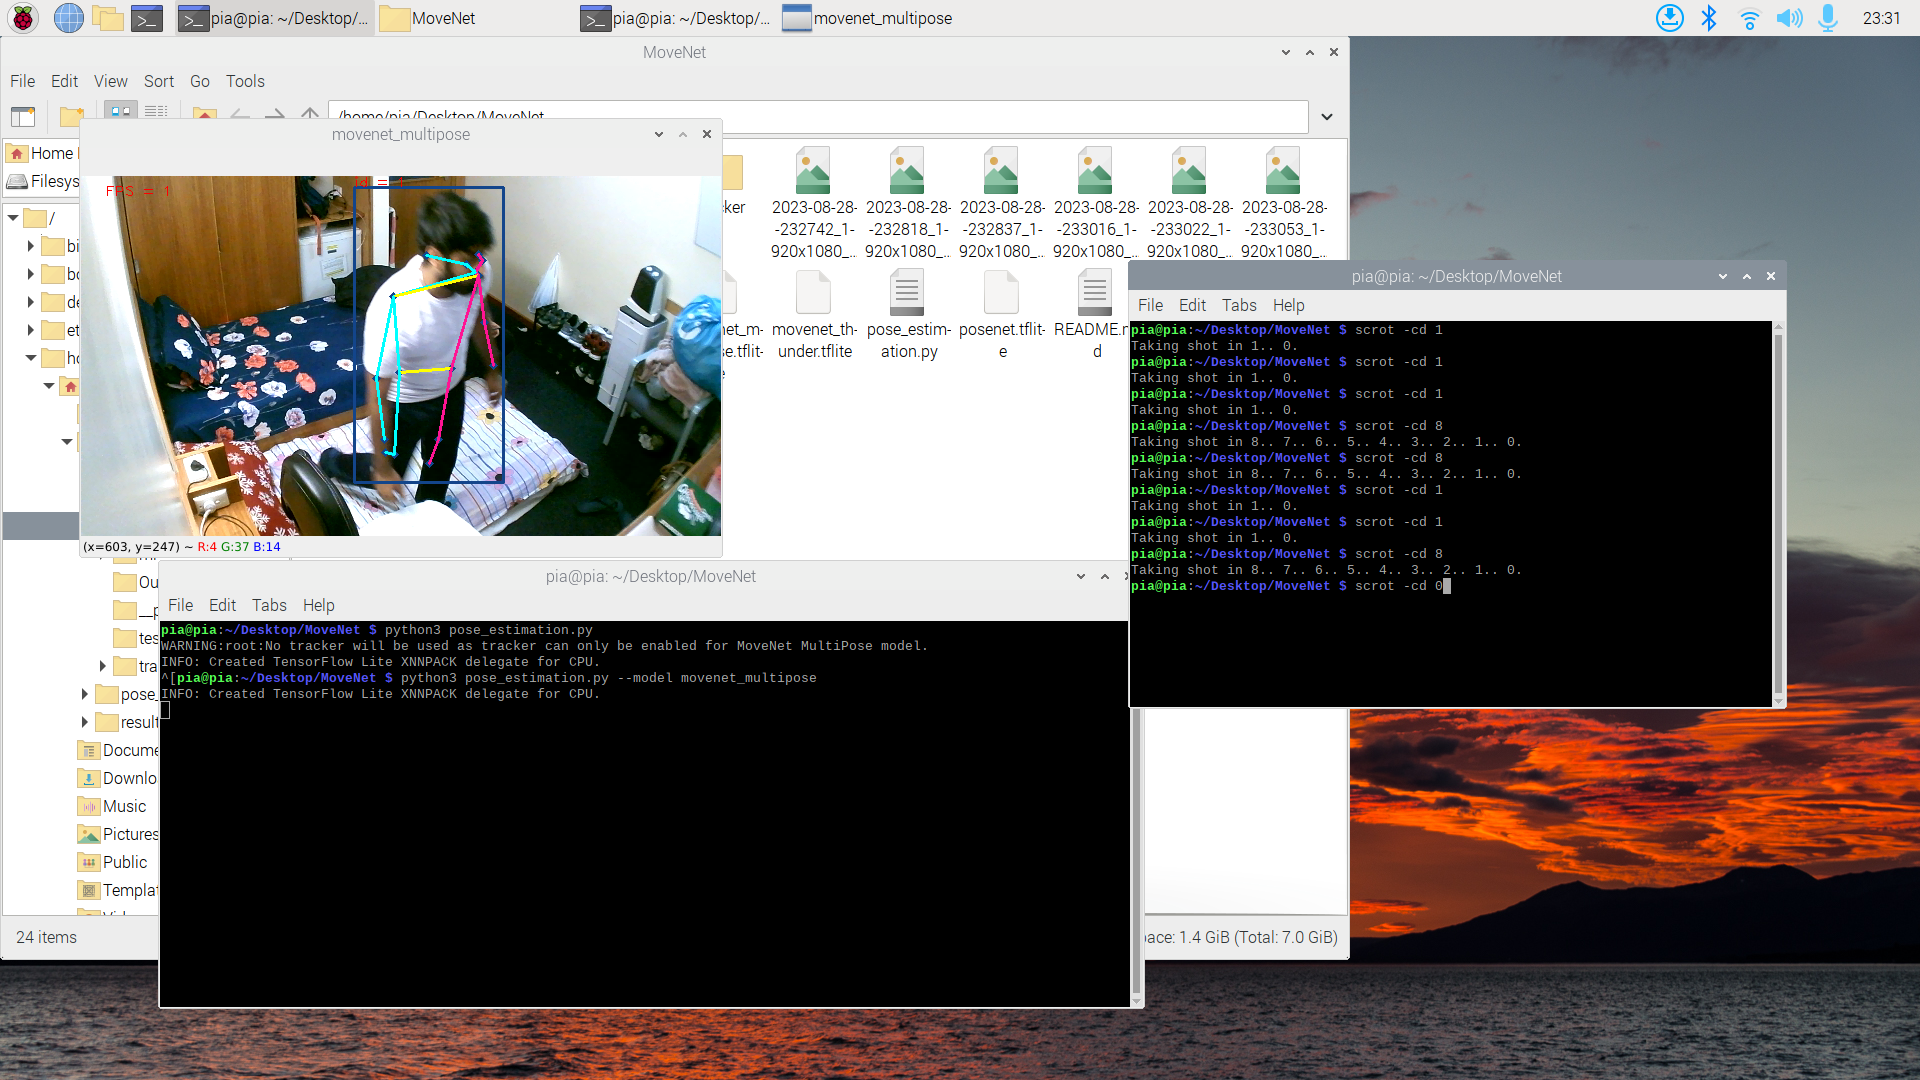 pia@pia: ~/Desktop/...
MoveNet
pia@pia: ~/Desktop/...
movenet_multipose
23:31
MoveNet
File Edit View Sort Go Tools
/home/pia/Desktop/MoveNet
Home
Filesys
/
bi
de
et
ho
Ou
__p
tes
tra
pose_
result
Docume
Downlo
Music
Pictures
Public
Templat
24 items
cker
2023-08-28-
-232742_1-
920x1080_...
2023-08-28-
-232818_1-
920x1080_...
2023-08-28-
-232837_1-
920x1080_...
2023-08-28-
-233016_1-
920x1080_...
2023-08-28-
-233022_1-
920x1080_...
2023-08-28-
-233053_1-
920x1080_...
net_m-
se.tflit-
e
movenet_th-
under.tflite
pose_estim-
ation.py
posenet.tflit-
e
README.m
d
ace: 1.4 GiB (Total: 7.0 GiB)
movenet_multipose
FPS = 1
id =
(x=603, y=247) ~ R:4 G:37 B:14
pia@pia: ~/Desktop/MoveNet
File Edit Tabs Help
pia@pia:~/Desktop/MoveNet $ python3 pose_estimation.py
WARNING:root:No tracker will be used as tracker can only be enabled for MoveNet MultiPose model.
INFO: Created TensorFlow Lite XNNPACK delegate for CPU.
^[pia@pia:~/Desktop/MoveNet $ python3 pose_estimation.py --model movenet_multipose
INFO: Created TensorFlow Lite XNNPACK delegate for CPU.
pia@pia: ~/Desktop/MoveNet
File Edit Tabs Help
pia@pia:~/Desktop/MoveNet $ scrot -cd 1
Taking shot in 1.. 0.
pia@pia:~/Desktop/MoveNet $ scrot -cd 1
Taking shot in 1.. 0.
pia@pia:~/Desktop/MoveNet $ scrot -cd 1
Taking shot in 1.. 0.
pia@pia:~/Desktop/MoveNet $ scrot -cd 8
Taking shot in 8.. 7.. 6.. 5.. 4.. 3.. 2.. 1.. 0.
pia@pia:~/Desktop/MoveNet $ scrot -cd 8
Taking shot in 8.. 7.. 6.. 5.. 4.. 3.. 2.. 1.. 0.
pia@pia:~/Desktop/MoveNet $ scrot -cd 1
Taking shot in 1.. 0.
pia@pia:~/Desktop/MoveNet $ scrot -cd 1
Taking shot in 1.. 0.
pia@pia:~/Desktop/MoveNet $ scrot -cd 8
Taking shot in 8.. 7.. 6.. 5.. 4.. 3.. 2.. 1.. 0.
pia@pia:~/Desktop/MoveNet $ scrot -cd 0